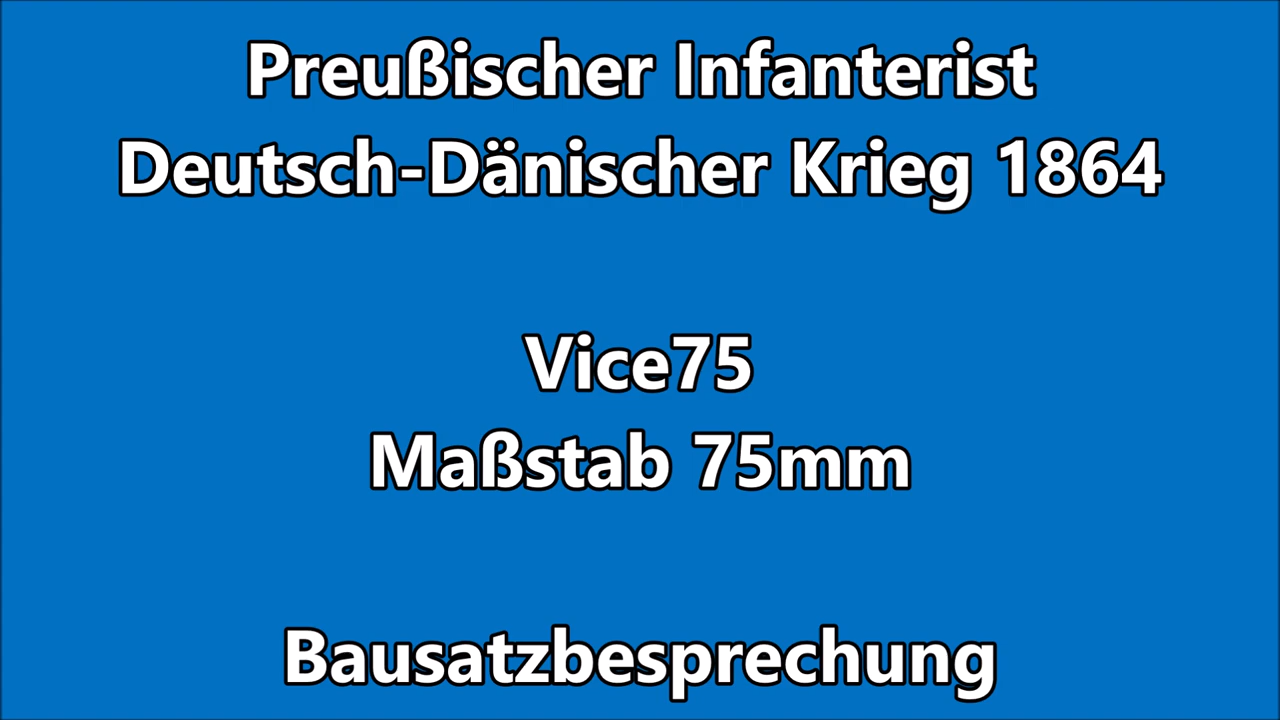 Preußischer Infanterist
Deutsch-Dänischer Krieg 1864
Vice75
Maßstab 75mm
Bausatzbesprechung